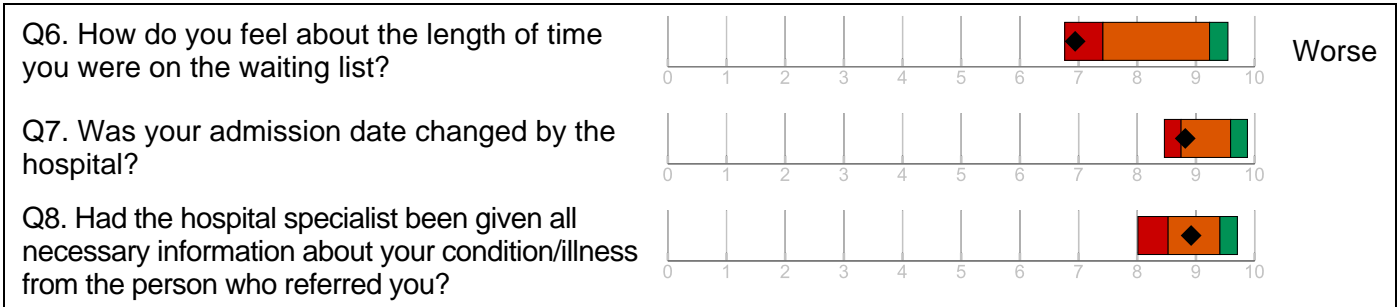 Q6. How do you feel about the length of time
you were on the waiting list?
Worse
0 1 2 3 4 5 6 7 8 9 10
Q7. Was your admission date changed by the
hospital?
0 1 2 3 4 5 6 7 8 9 10
Q8. Had the hospital specialist been given all
necessary information about your condition/illness
from the person who referred you?
0 1 2 3 4 5 6 7 8 9 10